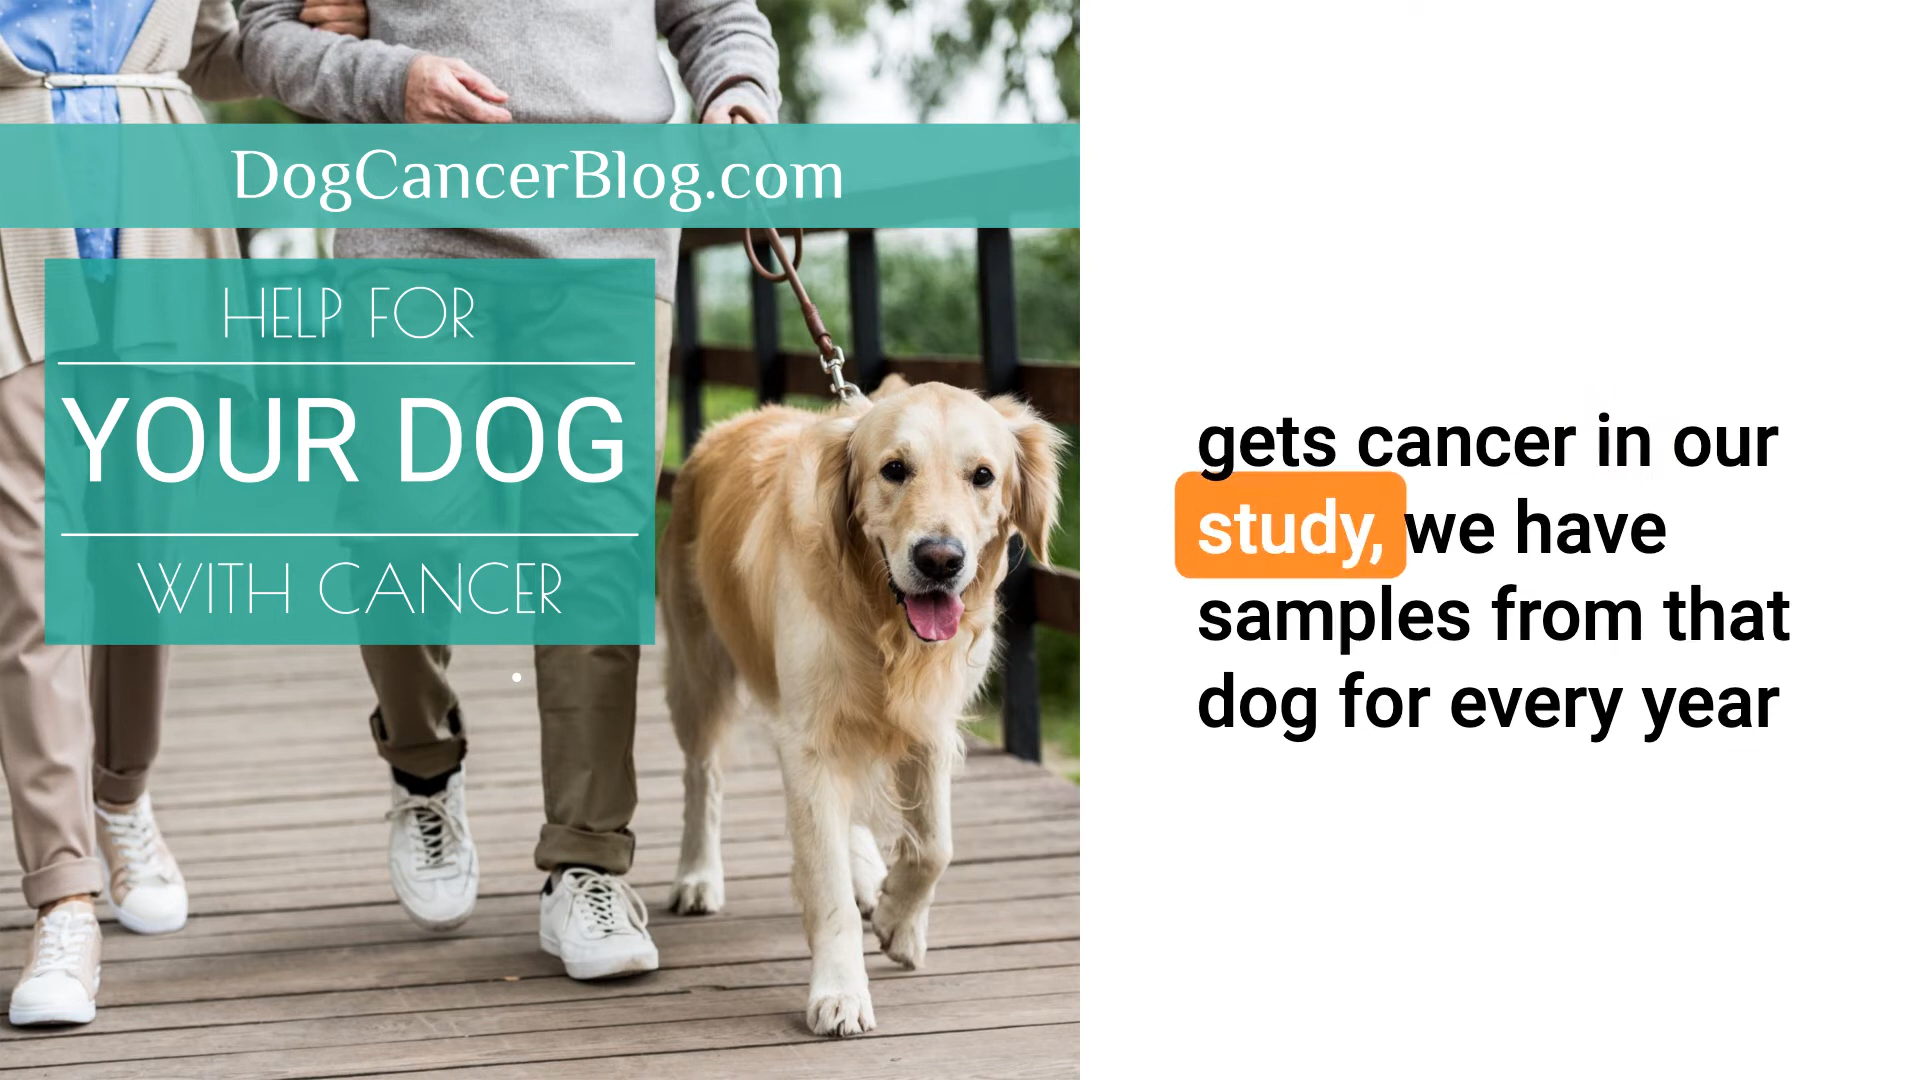 DogCancerBlog.com
HELP FOR
YOUR DOG
WITH CANCER
gets cancer in our
study, we have
samples from that
dog for every year